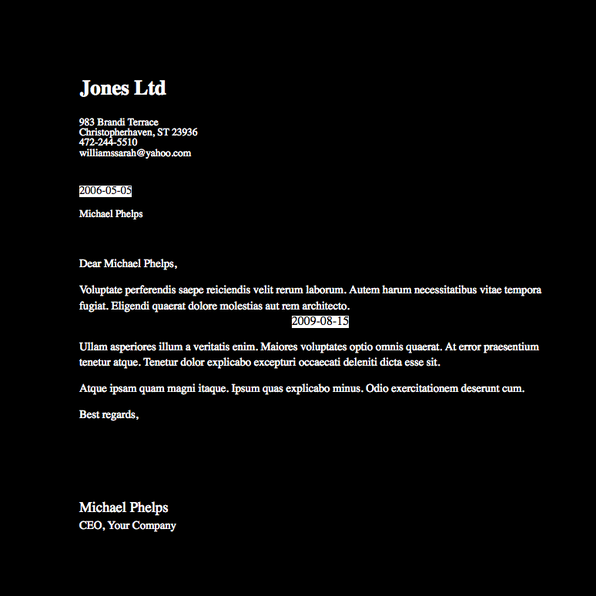 Jones Ltd
983 Brandi Terrace
Christopherhaven, ST 23936
472-244-5510
williamssarah@yahoo.com
2006-05-05
Michael Phelps
Dear Michael Phelps,
Voluptate perferendis saepe reiciendis velit rerum laborum. Autem harum necessitatibus vitae tempora
fugiat. Eligendi quaerat dolore molestias aut rem architecto.
2009-08-15
Ullam asperiores illum a veritatis enim. Maiores voluptates optio omnis quaerat. At error praesentium
tenetur atque. Tenetur dolor explicabo excepturi occaecati deleniti dicta esse sit.
Atque ipsam quam magni itaque. Ipsum quas explicabo minus. Odio exercitationem deserunt cum.
Best regards,
Michael Phelps
CEO, Your Company